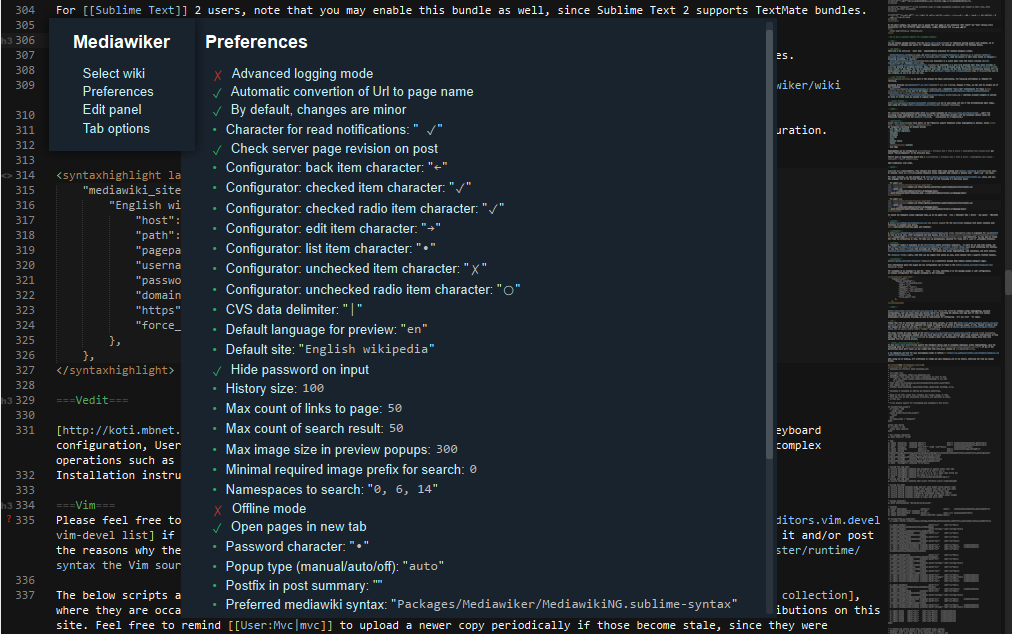 304 For [[Sublime Text]] 2 users, note that you may enable this bundle as well, since Sublime Text 2 supports TextMate bundles.
305
h3 306
307 es.
308
309 wiker/wiki
310
311 uration.
312
313
<> 314 <syntaxhighlight la
315 "mediawiki_site
316 "English wi
317 "host":
318 "path":
319 "pagepa
320 "userna
321 "passwo
322 "domain
323 "https"
324 "force_
325 },
326 },
327 </syntaxhighlight>
328
h3 329 ===Vedit===
330
331 [http://koti.mbnet. eyboard
configuration, User complex
operations such as
332 Installation instru
333
h3 334 ===Vim===
? 335 Please feel free to ditors.vim.devel
vim-devel list] if it and/or post
the reasons why the ster/runtime/
syntax the Vim sour
336
337 The below scripts a collection],
where they are occa ibutions on this
site. Feel free to remind [[User:Mvc|mvc]] to upload a newer copy periodically if those become stale, since they were
Mediawiker
Select wiki
Preferences
Edit panel
Tab options
Preferences
✗ Advanced logging mode
✓ Automatic convertion of Url to page name
✓ By default, changes are minor
• Character for read notifications: " ✓"
✓ Check server page revision on post
• Configurator: back item character: "←"
• Configurator: checked item character: "✓"
• Configurator: checked radio item character: "✓"
• Configurator: edit item character: "→"
• Configurator: list item character: "•"
• Configurator: unchecked item character: "✗"
• Configurator: unchecked radio item character: "○"
• CVS data delimiter: "|"
• Default language for preview: "en"
• Default site: "English wikipedia"
✓ Hide password on input
• History size: 100
• Max count of links to page: 50
• Max count of search result: 50
• Max image size in preview popups: 300
• Minimal required image prefix for search: 0
• Namespaces to search: "0, 6, 14"
✗ Offline mode
✓ Open pages in new tab
• Password character: "•"
• Popup type (manual/auto/off): "auto"
• Postfix in post summary: ""
• Preferred mediawiki syntax: "Packages/Mediawiker/MediawikiNG.sublime-syntax"